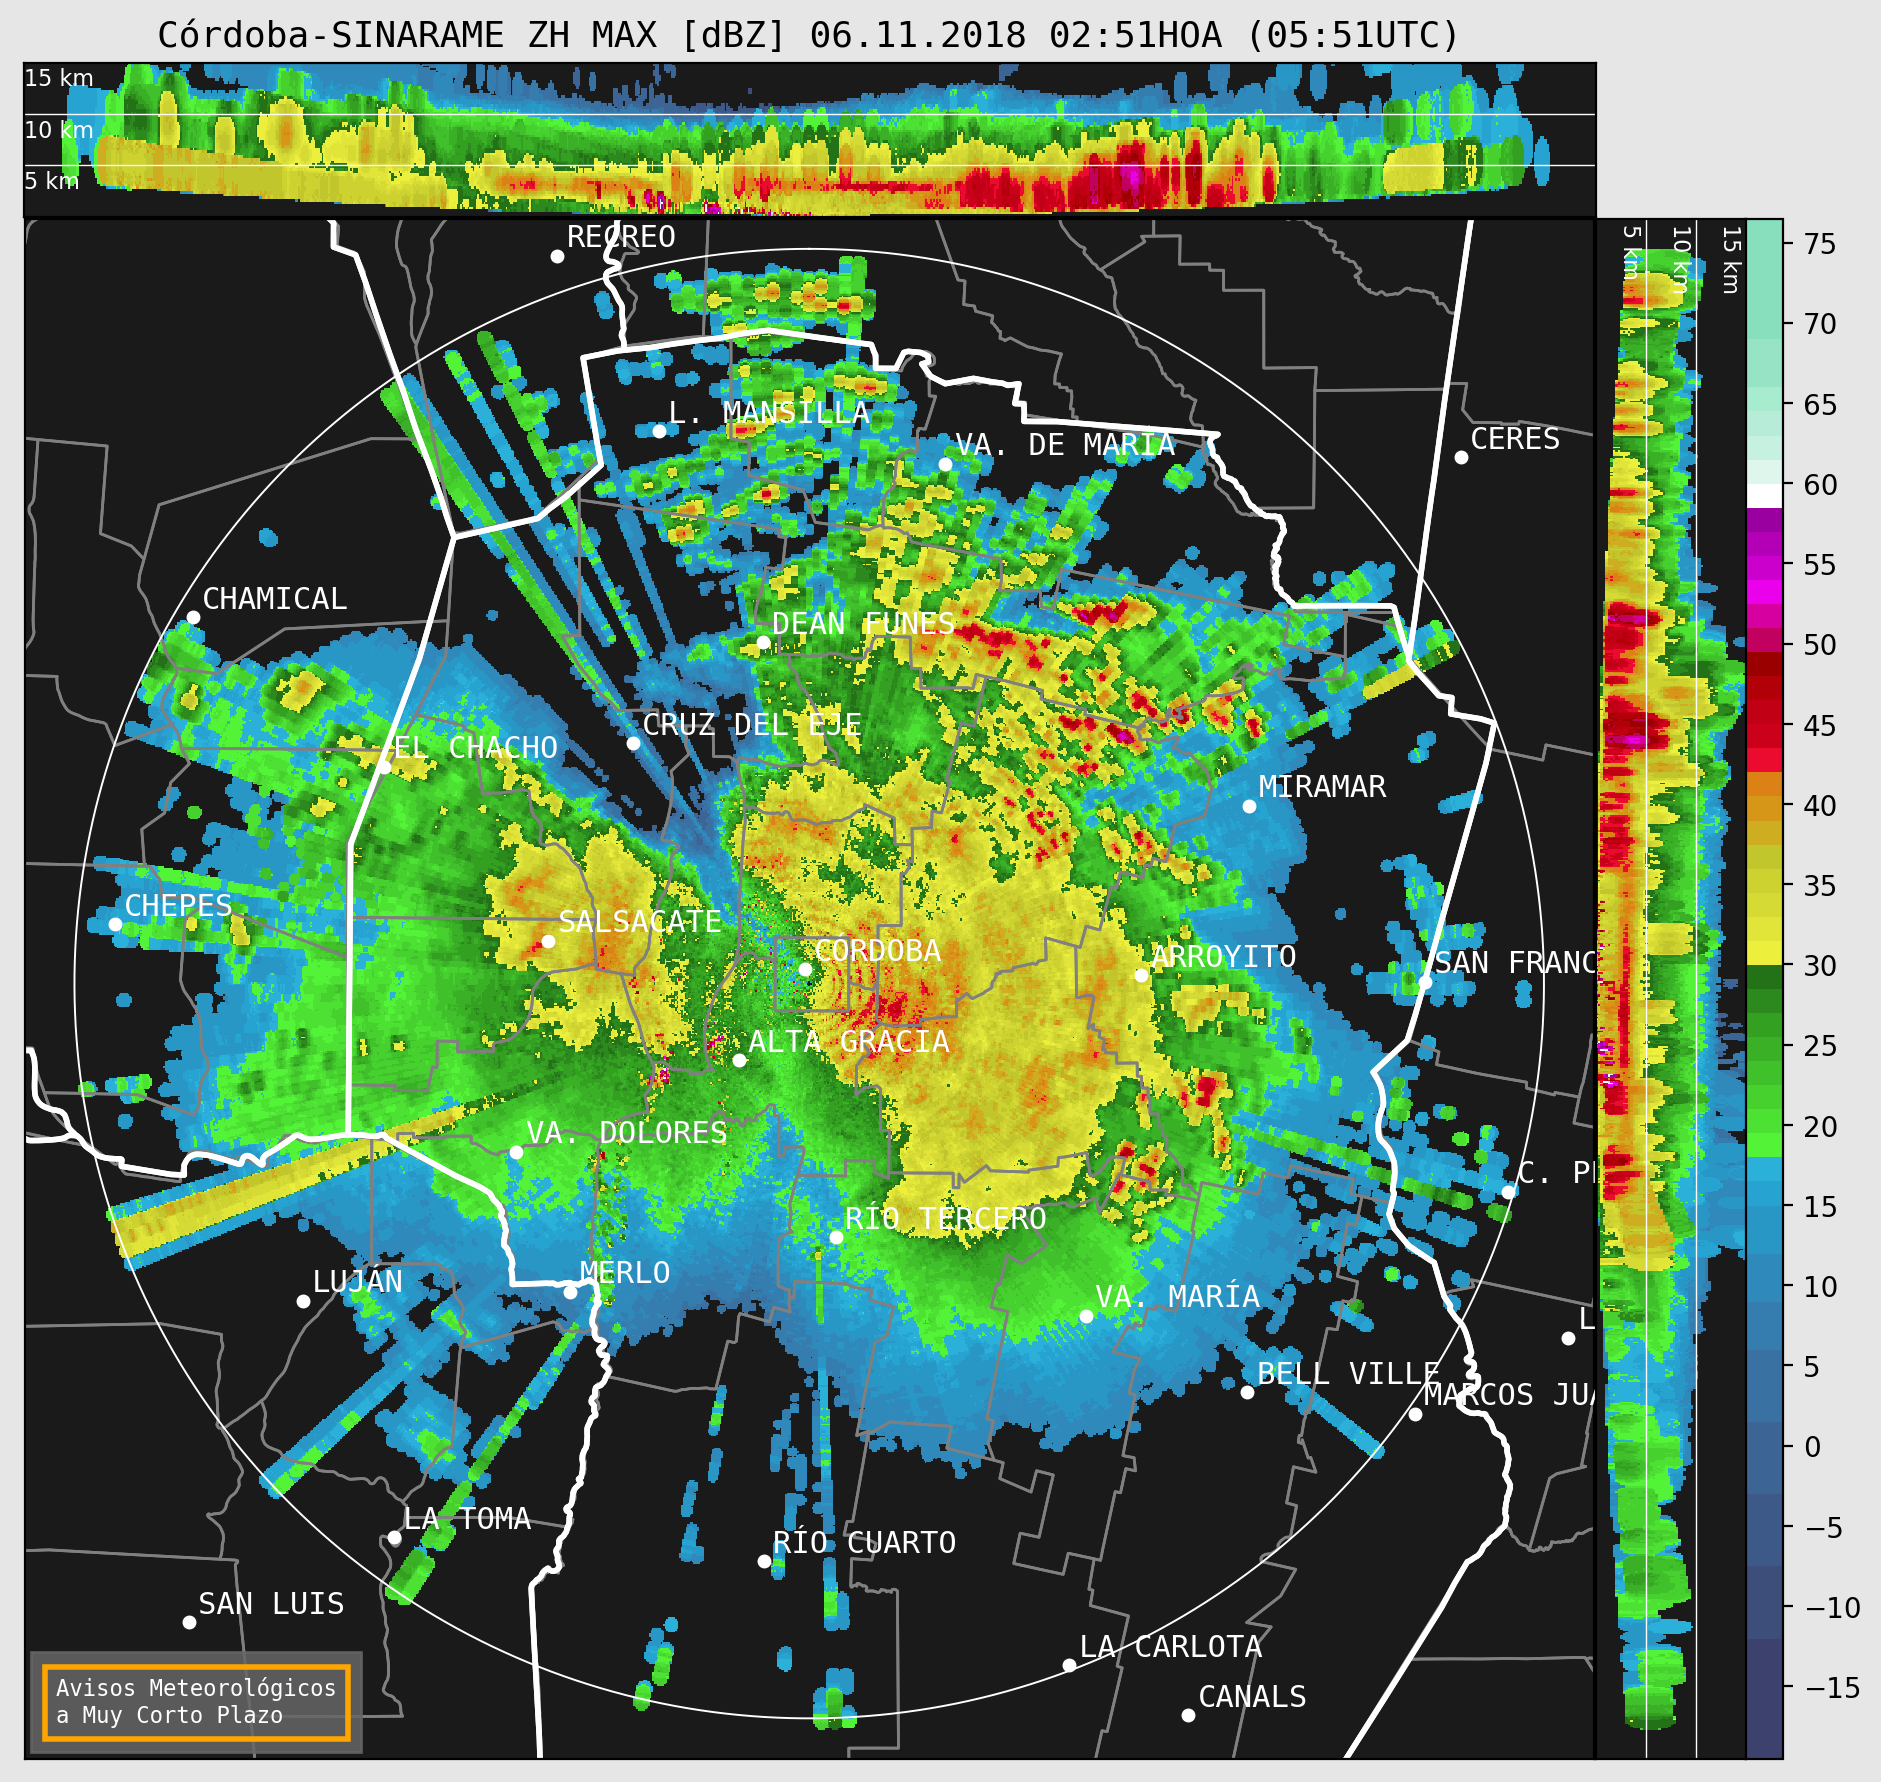 Córdoba-SINARAME ZH MAX [dBZ] 06.11.2018 02:51HOA (05:51UTC)
15 km
10 km
5 km
5 km
10 km
15 km
75
70
65
60
55
50
45
40
35
30
25
20
15
10
5
0
−5
−10
−15
RECREO
L. MANSILLA
VA. DE MARÍA
CERES
CHAMICAL
DEAN FUNES
CRUZ DEL EJE
EL CHACHO
MIRAMAR
CHEPES
SALSACATE
CÓRDOBA
ARROYITO
SAN FRANC
ALTA GRACIA
VA. DOLORES
C. PE
RÍO TERCERO
MERLO
LUJÁN
VA. MARÍA
L
BELL VILLE
MARCOS JUÁ
LA TOMA
RÍO CUARTO
SAN LUIS
LA CARLOTA
CANALS
Avisos Meteorológicos
a Muy Corto Plazo